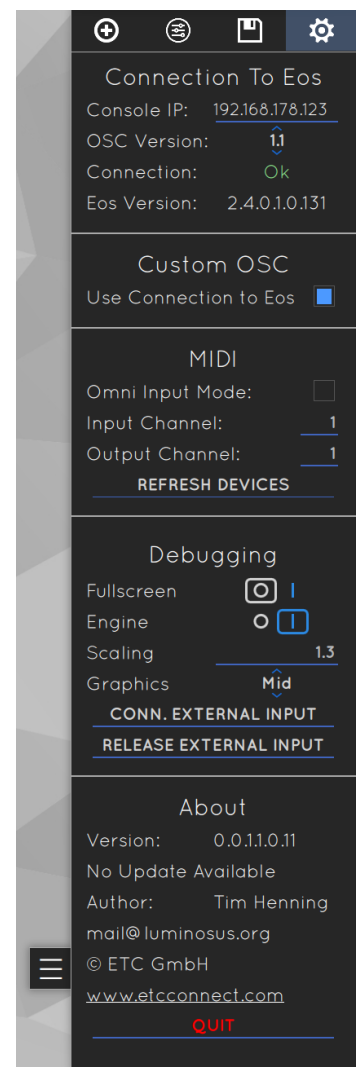 Connection To Eos
Console IP: 192.168.178.123
OSC Version: 1.1
Connection: Ok
Eos Version: 2.4.0.1.0.131
Custom OSC
Use Connection to Eos
MIDI
Omni Input Mode:
Input Channel: 1
Output Channel: 1
REFRESH DEVICES
Debugging
Fullscreen
Engine
Scaling 1.3
Graphics Mid
CONN. EXTERNAL INPUT
RELEASE EXTERNAL INPUT
About
Version: 0.0.1.1.0.11
No Update Available
Author: Tim Henning
mail@luminosus.org
© ETC GmbH
www.etcconnect.com
QUIT